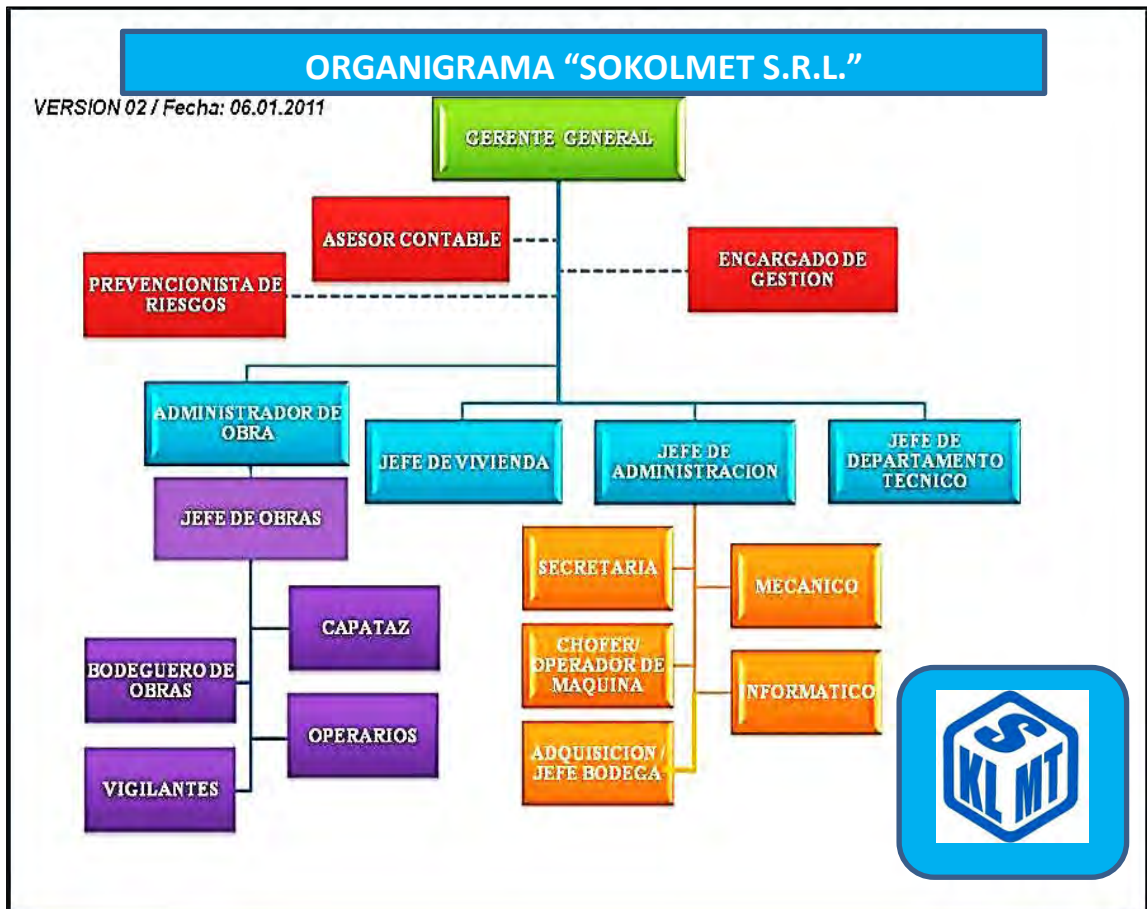 ORGANIGRAMA “SOKOLMET S.R.L.”
VERSION 02 / Fecha: 06.01.2011
GERENTE GENERAL
ASESOR CONTABLE
ENCARGADO DE
GESTION
PREVENCIONISTA DE
RIESGOS
ADMINISTRADOR DE
OBRA
JEFE DE VIVIENDA
JEFE DE
ADMINISTRACION
JEFE DE
DEPARTAMENTO
TECNICO
JEFE DE OBRAS
SECRETARIA
MECANICO
CAPATAZ
CHOFER/
OPERADOR DE
MAQUINA
BODEGUERO DE
OBRAS
INFORMATICO
OPERARIOS
ADQUISICION /
JEFE BODEGA
VIGILANTES
S
KL MT